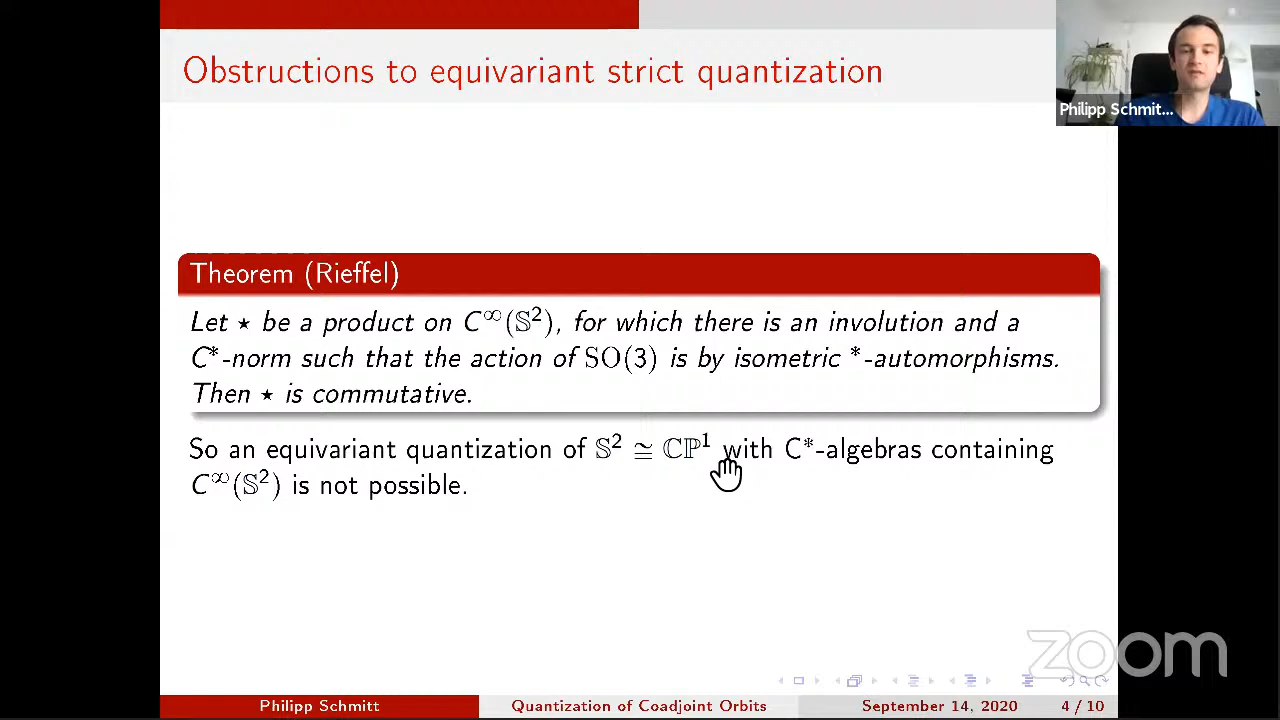 Obstructions to equivariant strict quantization
Philipp Schmit...
Theorem (Rieffel)
Let ⋆ be a product on C^∞(𝕊²), for which there is an involution and a
C*-norm such that the action of SO(3) is by isometric *-automorphisms.
Then ⋆ is commutative.
So an equivariant quantization of 𝕊² ≅ ℂℙ¹ with C*-algebras containing
C^∞(𝕊²) is not possible.
zoom
Philipp Schmitt
Quantization of Coadjoint Orbits
September 14, 2020
4 / 10